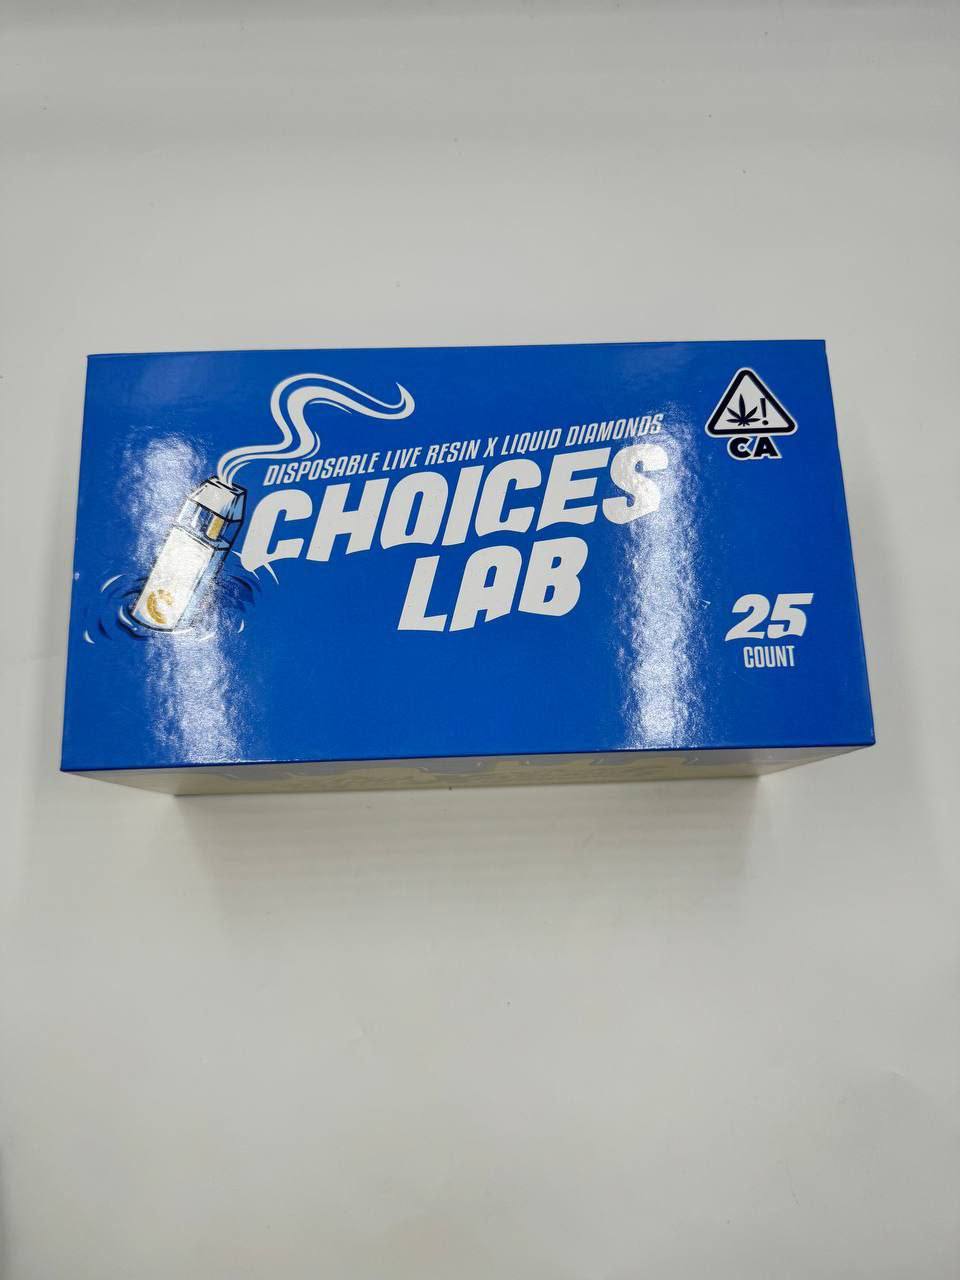 DISPOSABLE LIVE RESIN X LIQUID DIAMONDS
CHOICES
LAB
!
CA
25
COUNT